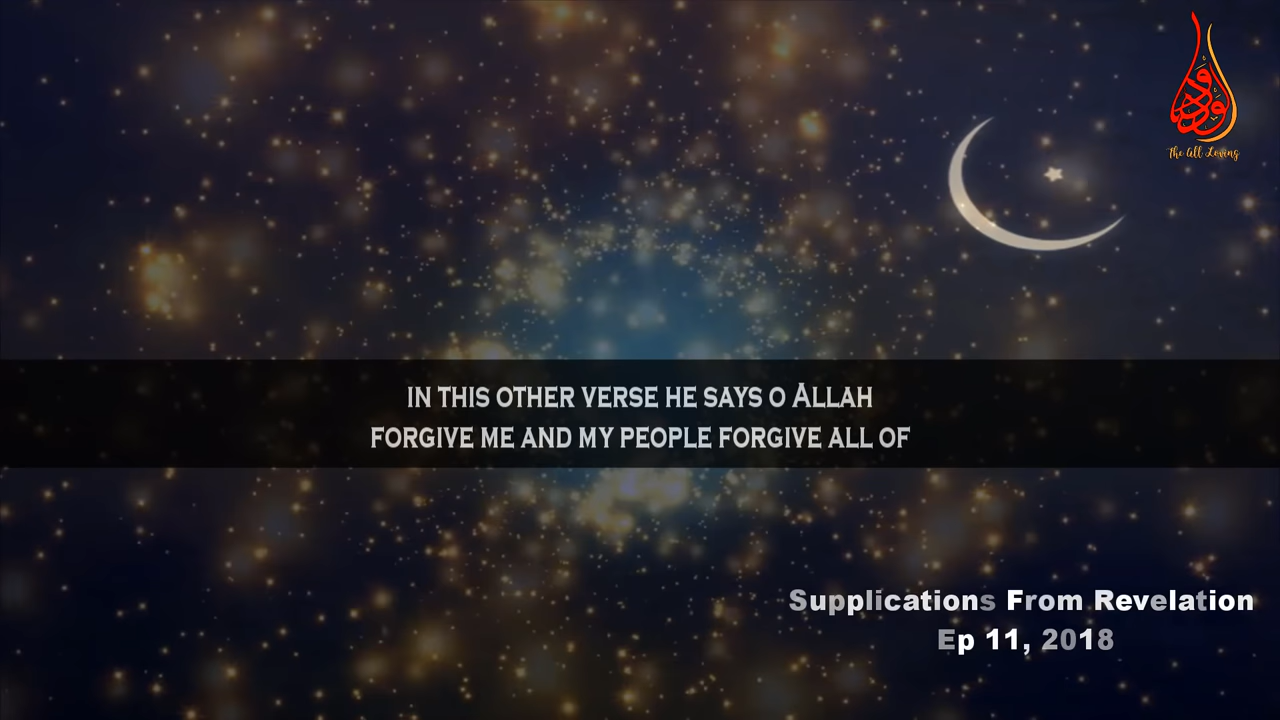 الودود
The All Loving
IN THIS OTHER VERSE HE SAYS O ALLAH
FORGIVE ME AND MY PEOPLE FORGIVE ALL OF
Supplications From Revelation
Ep 11, 2018